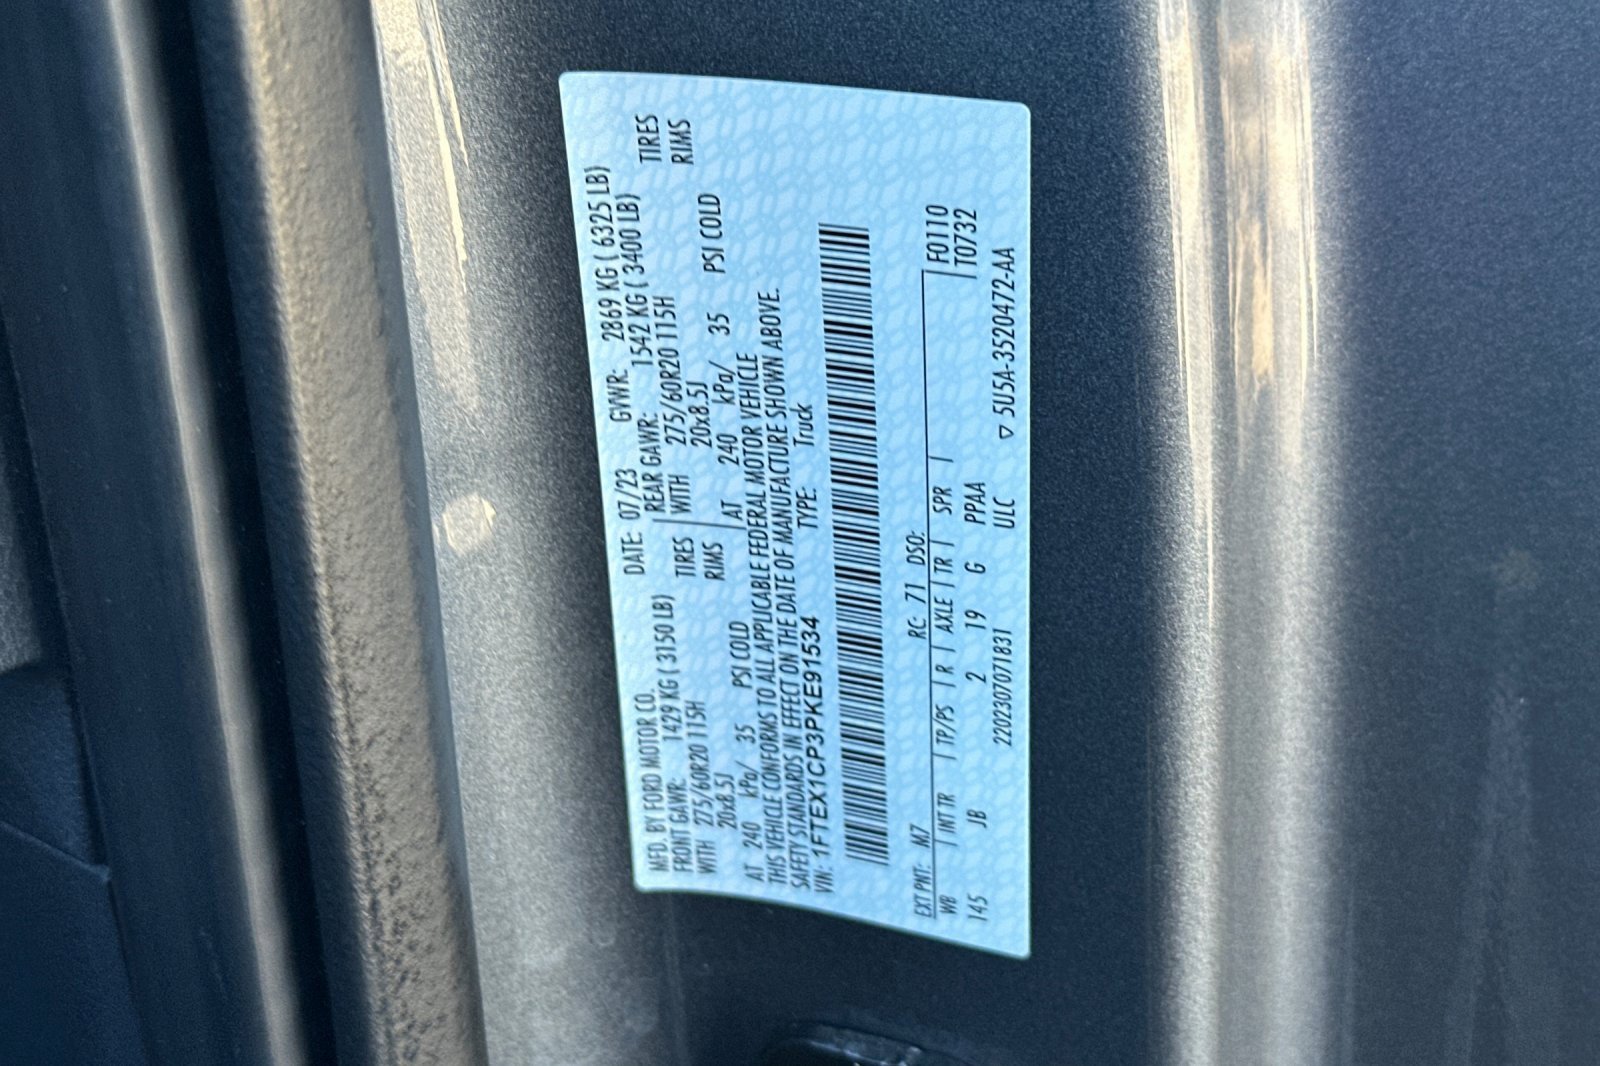 MFD. BY FORD MOTOR CO. DATE: 07/23 GVWR: 2869 KG ( 6325 LB)
FRONT GAWR: 1429 KG ( 3150 LB) REAR GAWR: 1542 KG ( 3400 LB)
WITH 275/60R20 115H TIRES WITH 275/60R20 115H TIRES
20x8.5J RIMS 20x8.5J RIMS
AT 240 kPa/ 35 PSI COLD AT 240 kPa/ 35 PSI COLD
THIS VEHICLE CONFORMS TO ALL APPLICABLE FEDERAL MOTOR VEHICLE
SAFETY STANDARDS IN EFFECT ON THE DATE OF MANUFACTURE SHOWN ABOVE.
VIN: 1FTEX1CP3PKE91534 TYPE: Truck
EXT PNT: M7 RC: 71 DSO: F0110
WB | INT TR | TP/PS | R | AXLE | TR | SPR | T0732
145 JB 2 19 G PPAA
2202307071831 ULC ▽ 5U5A-3520472-AA